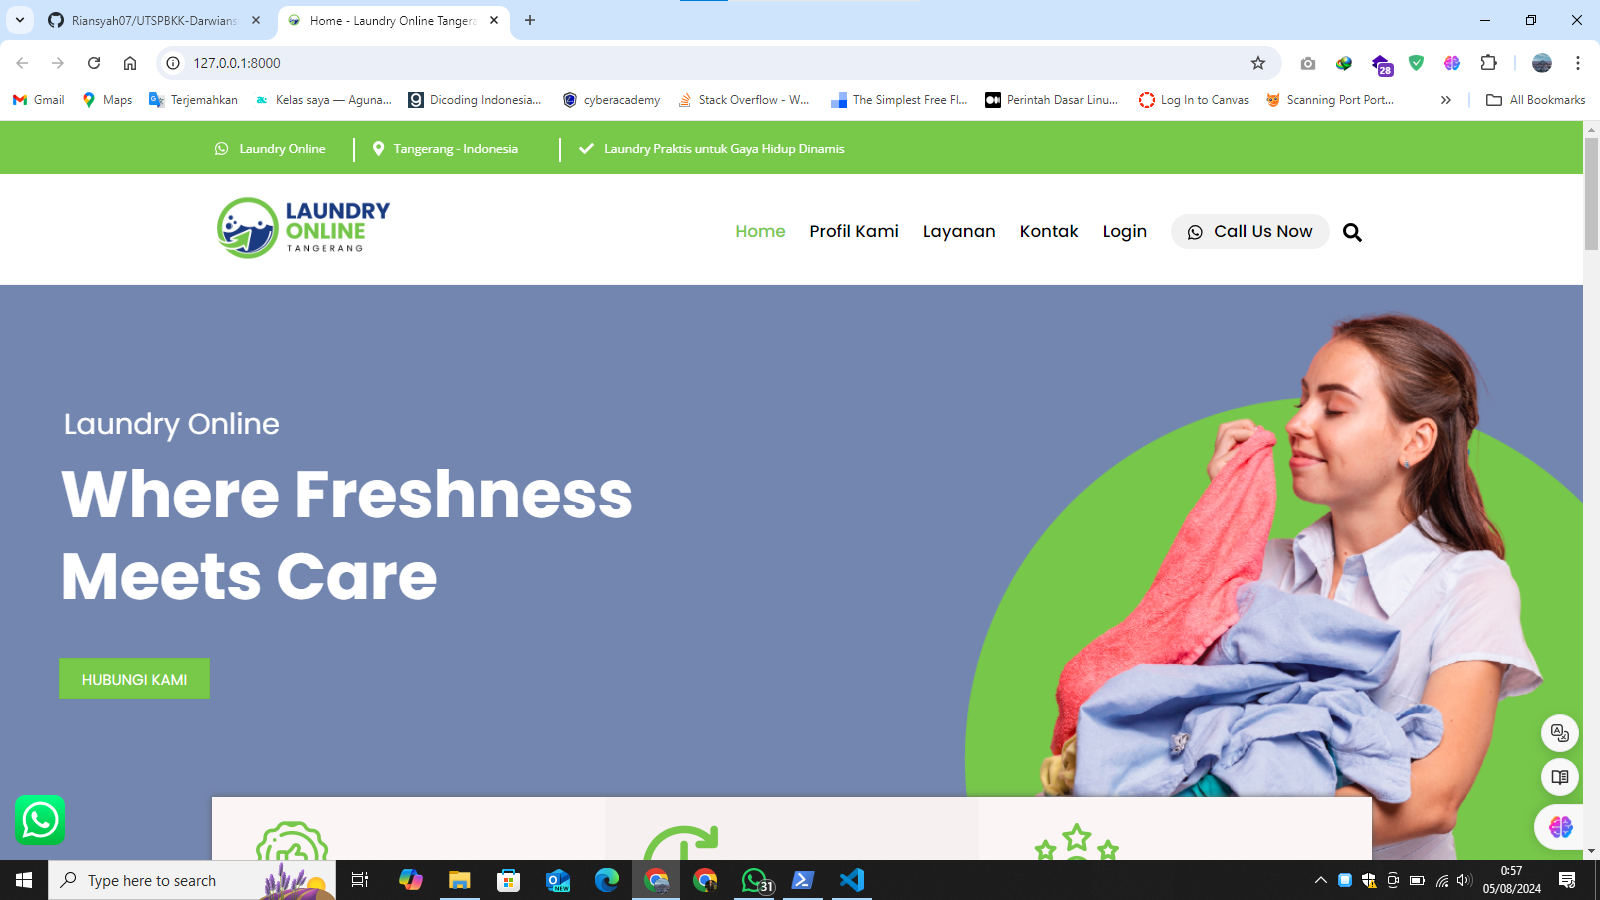 Riansyah07/UTSPBKK-Darwians
Home - Laundry Online Tangera
127.0.0.1:8000
28
Gmail
Maps
Terjemahkan
Kelas saya — Aguna...
Dicoding Indonesia...
cyberacademy
Stack Overflow - W...
The Simplest Free Fl...
Perintah Dasar Linu...
Log In to Canvas
Scanning Port Port...
All Bookmarks
Laundry Online
Tangerang - Indonesia
Laundry Praktis untuk Gaya Hidup Dinamis
LAUNDRY
ONLINE
TANGERANG
Home
Profil Kami
Layanan
Kontak
Login
Call Us Now
Laundry Online
Where Freshness
Meets Care
HUBUNGI KAMI
Type here to search
NEW
31
0:57
05/08/2024